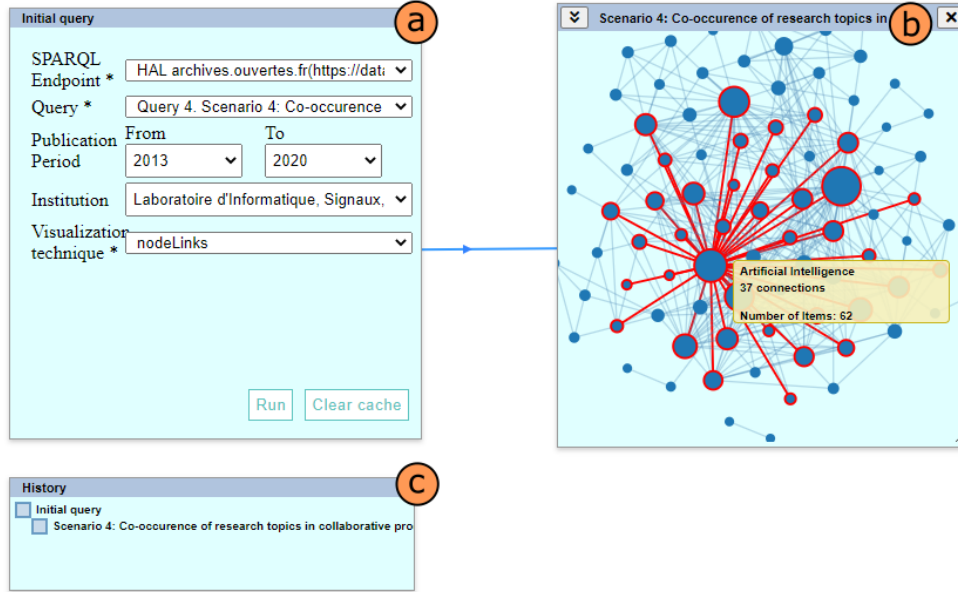 Initial query
a
SPARQL
Endpoint *
HAL archives.ouvertes.fr(https://data
Query *
Query 4. Scenario 4: Co-occurence
Publication
Period
From
To
2013
2020
Institution
Laboratoire d'Informatique, Signaux,
Visualization
technique *
nodeLinks
Run
Clear cache
Scenario 4: Co-occurence of research topics in
b
Artificial Intelligence
37 connections
Number of Items: 62
History
c
Initial query
Scenario 4: Co-occurence of research topics in collaborative pro